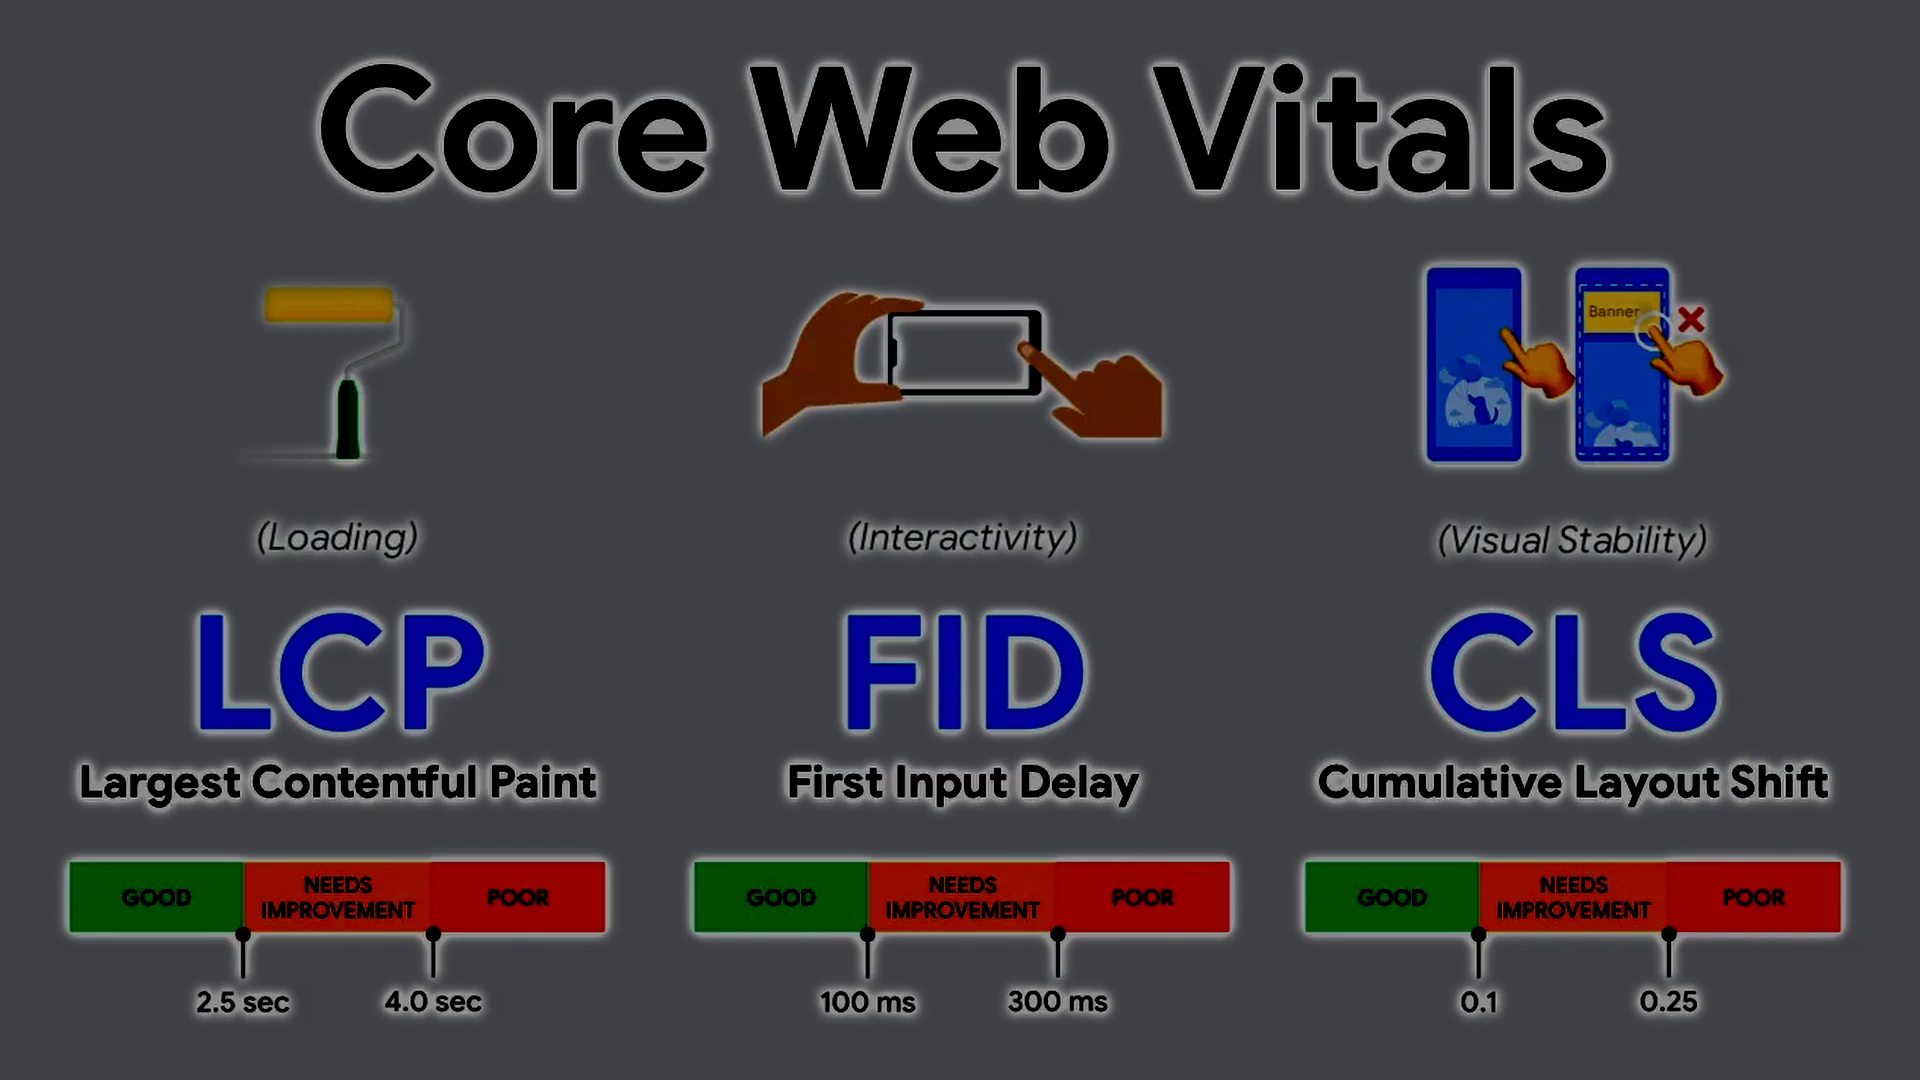 Core Web Vitals
Banner
(Loading)
(Interactivity)
(Visual Stability)
LCP
FID
CLS
Largest Contentful Paint
First Input Delay
Cumulative Layout Shift
GOOD
NEEDS
IMPROVEMENT
POOR
GOOD
NEEDS
IMPROVEMENT
POOR
GOOD
NEEDS
IMPROVEMENT
POOR
2.5 sec
4.0 sec
100 ms
300 ms
0.1
0.25